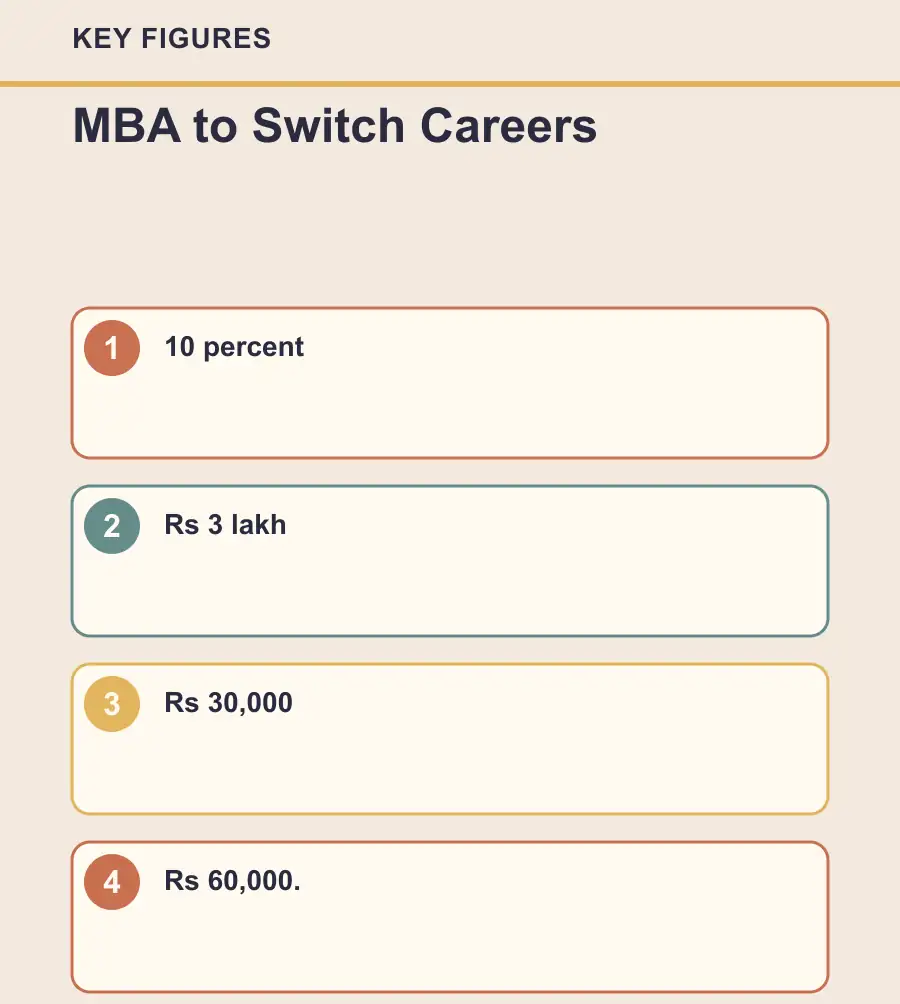 KEY FIGURES
MBA to Switch Careers
1 10 percent
2 Rs 3 lakh
3 Rs 30,000
4 Rs 60,000.